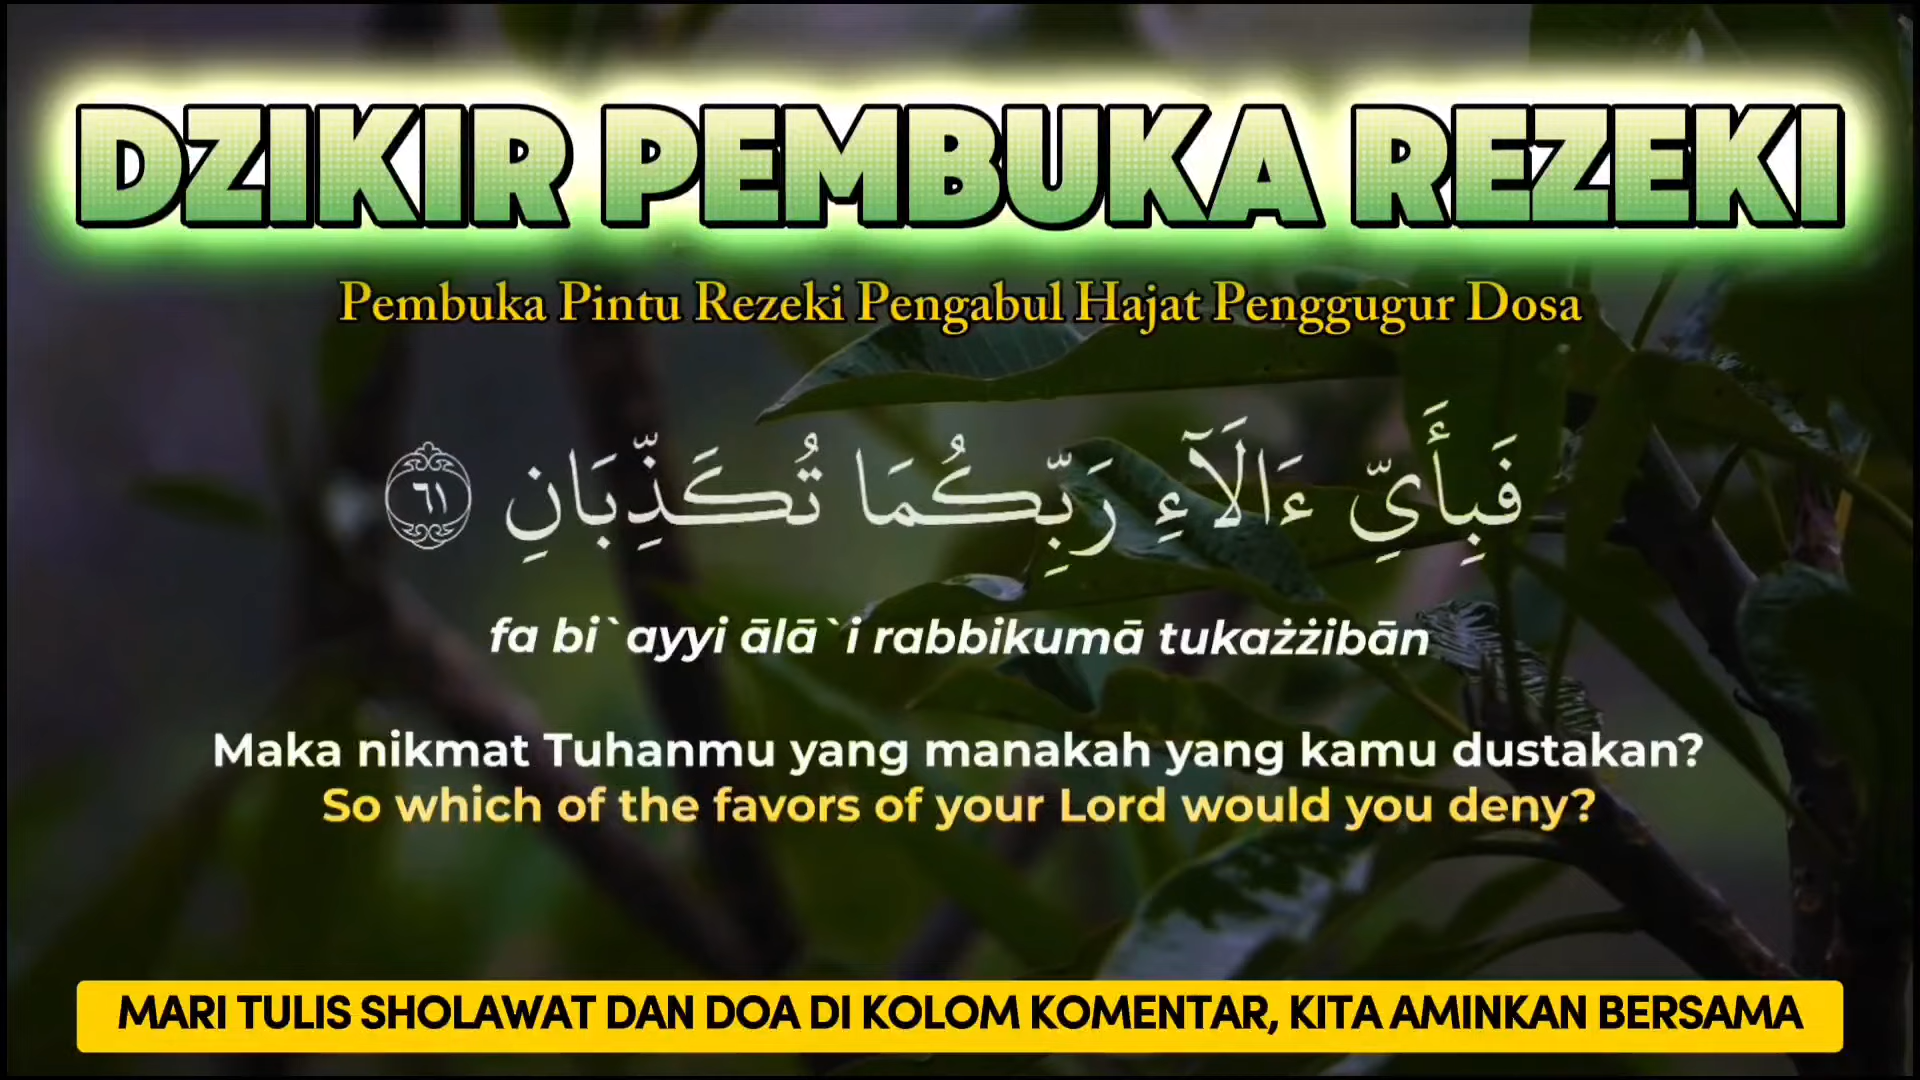 DZIKIR PEMBUKA REZEKI
Pembuka Pintu Rezeki Pengabul Hajat Penggugur Dosa
فَبِأَيِّ ءَالَآءِ رَبِّكُمَا تُكَذِّبَانِ ٦١
fa bi`ayyi ālā`i rabbikumā tukażżibān
Maka nikmat Tuhanmu yang manakah yang kamu dustakan?
So which of the favors of your Lord would you deny?
MARI TULIS SHOLAWAT DAN DOA DI KOLOM KOMENTAR, KITA AMINKAN BERSAMA